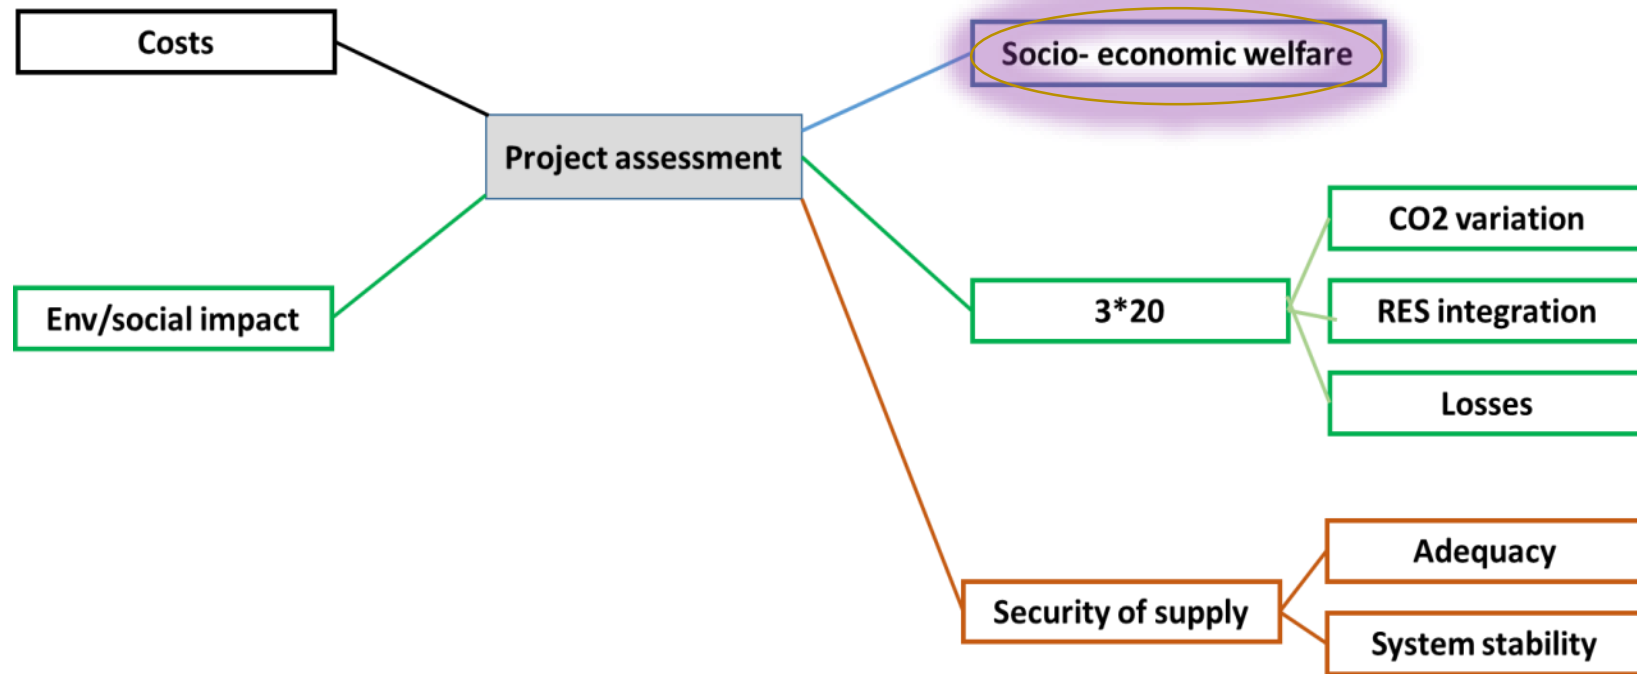 Costs
Socio- economic welfare
Project assessment
CO2 variation
Env/social impact
3*20
RES integration
Losses
Adequacy
Security of supply
System stability